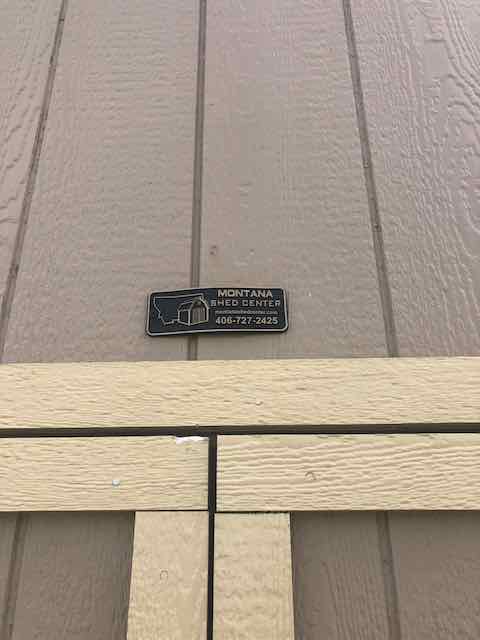 MONTANA
SHED CENTER
montanashedcenter.com
406-727-2425